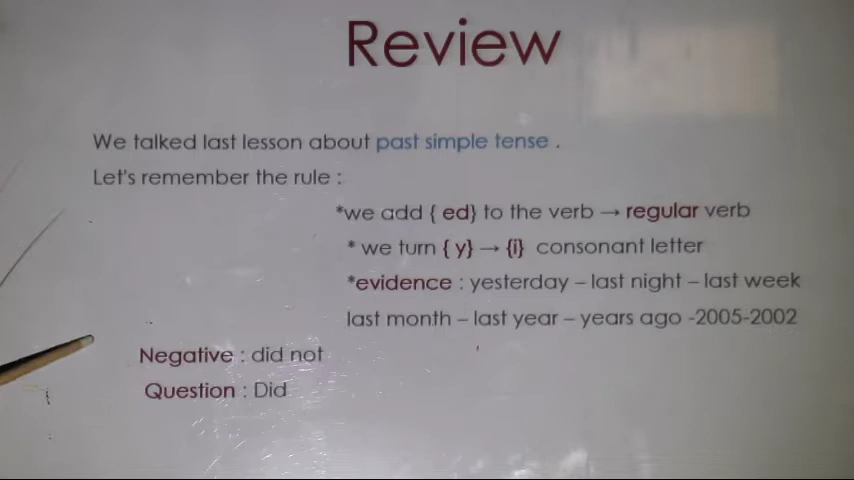 Review
We talked last lesson about past simple tense .
Let's remember the rule :
*we add { ed} to the verb → regular verb
* we turn { y} → {i} consonant letter
*evidence : yesterday – last night – last week
last month – last year – years ago -2005-2002
Negative : did not
Question : Did